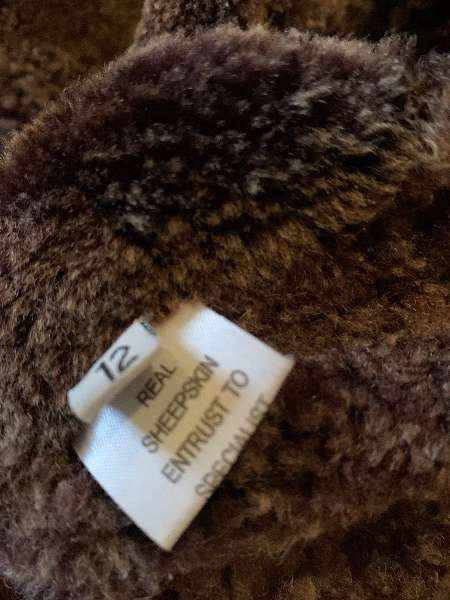 12
REAL
SHEEPSKIN
ENTRUST TO
SPECIALIST